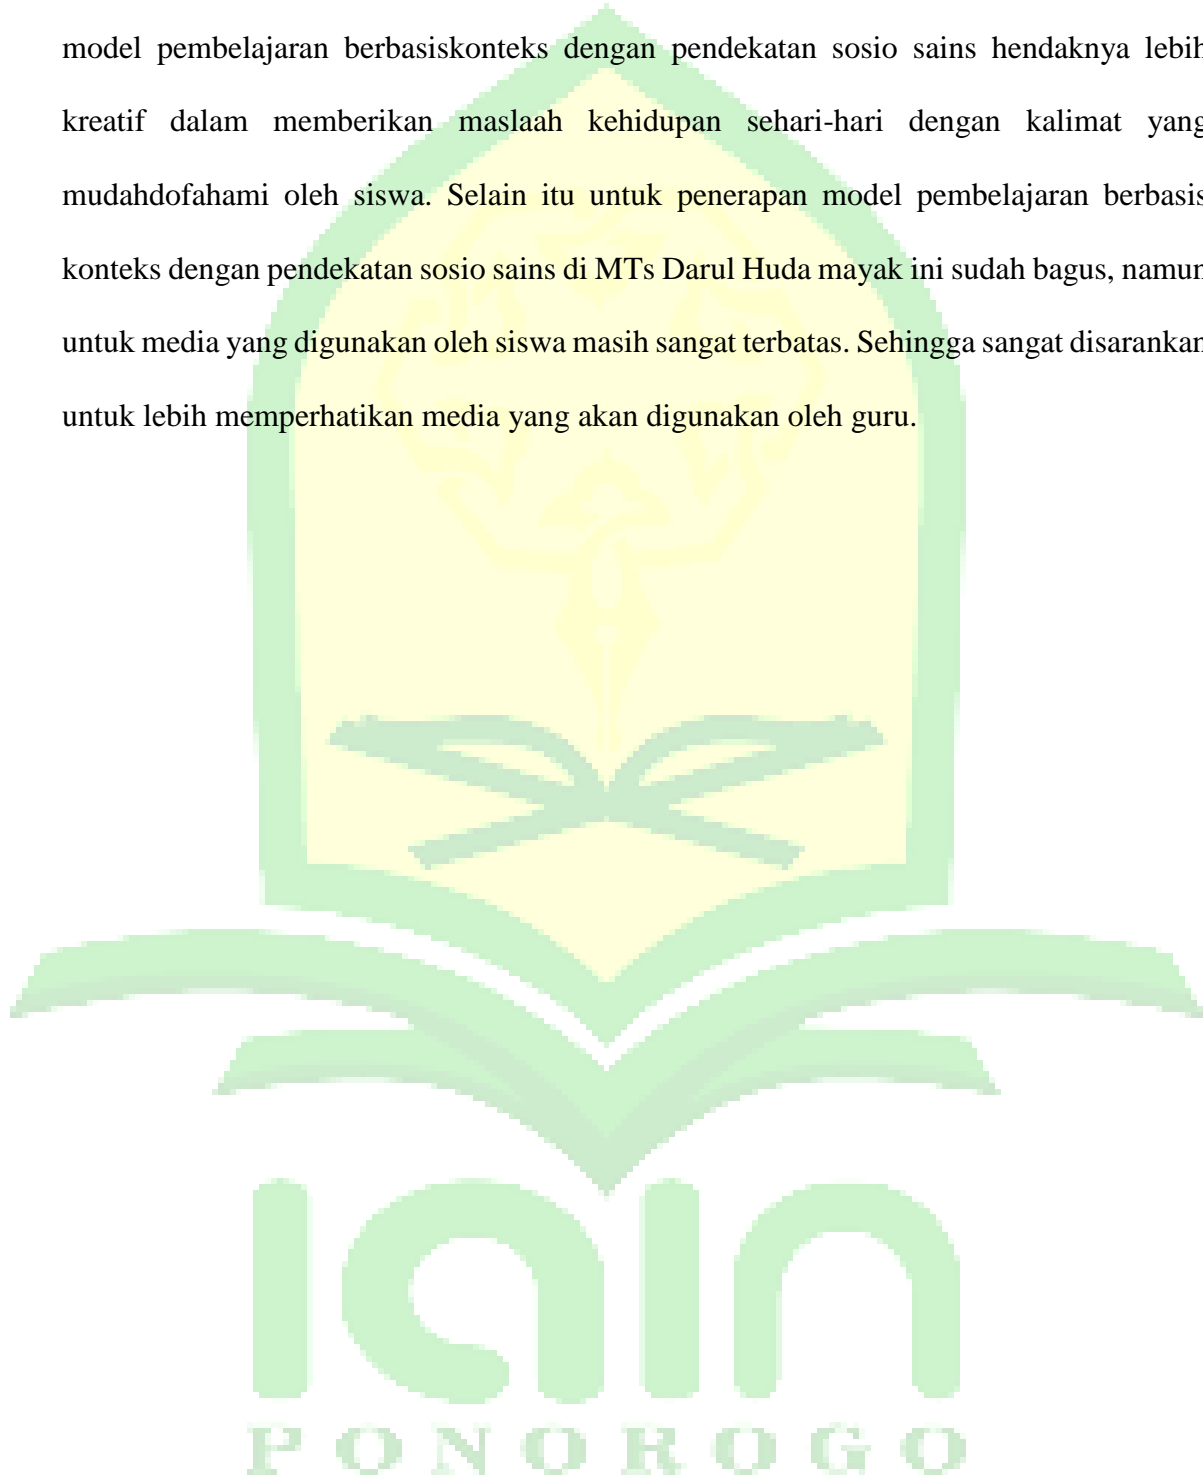 model pembelajaran berbasiskonteks dengan pendekatan sosio sains hendaknya lebih
kreatif dalam memberikan maslaah kehidupan sehari-hari dengan kalimat yang
mudahdofahami oleh siswa. Selain itu untuk penerapan model pembelajaran berbasis
konteks dengan pendekatan sosio sains di MTs Darul Huda mayak ini sudah bagus, namun
untuk media yang digunakan oleh siswa masih sangat terbatas. Sehingga sangat disarankan
untuk lebih memperhatikan media yang akan digunakan oleh guru.
iain
PONOROGO